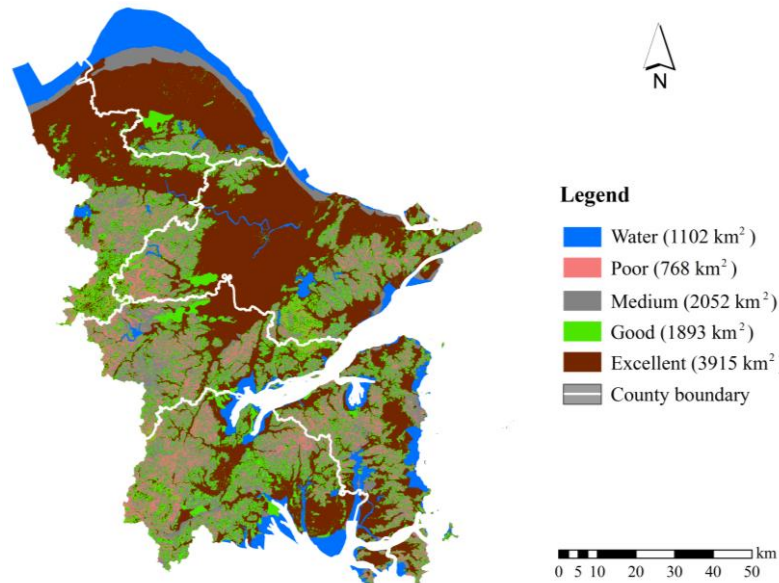 N
Legend
Water (1102 km²)
Poor (768 km²)
Medium (2052 km²)
Good (1893 km²)
Excellent (3915 km²)
County boundary
km
0 5 10 20 30 40 50